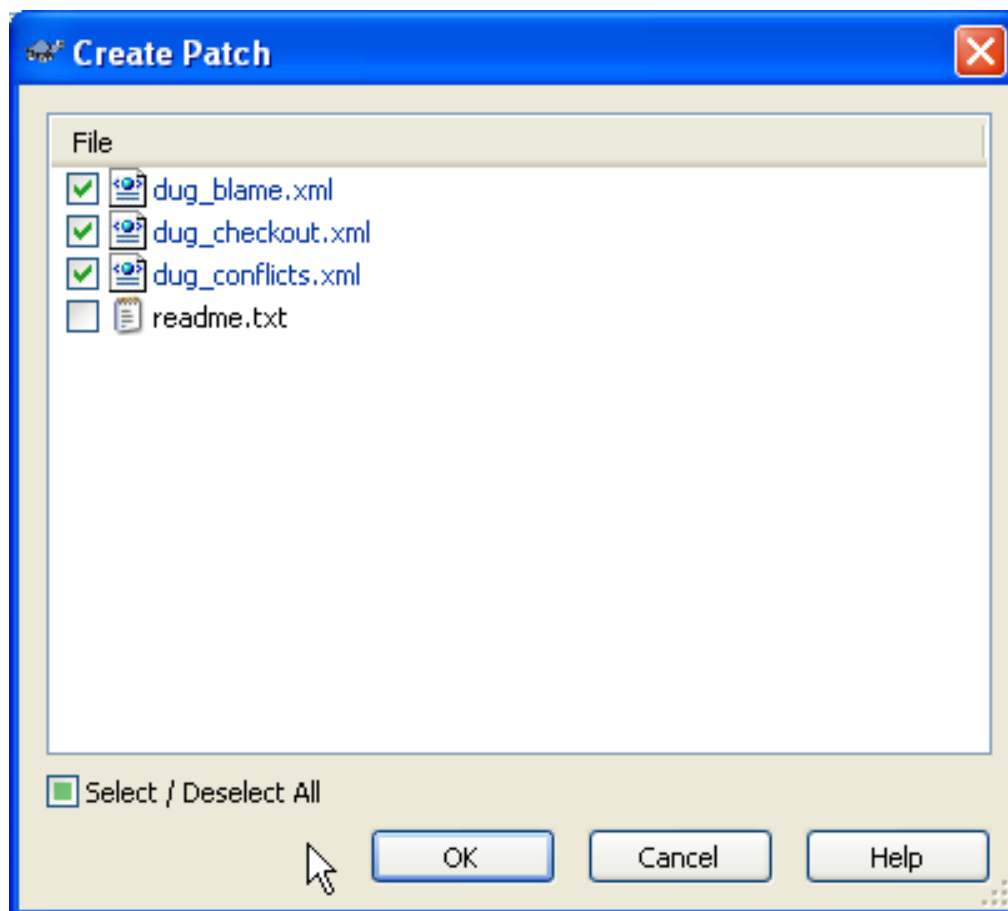 Create Patch
File
dug_blame.xml
dug_checkout.xml
dug_conflicts.xml
readme.txt
Select / Deselect All
OK Cancel Help